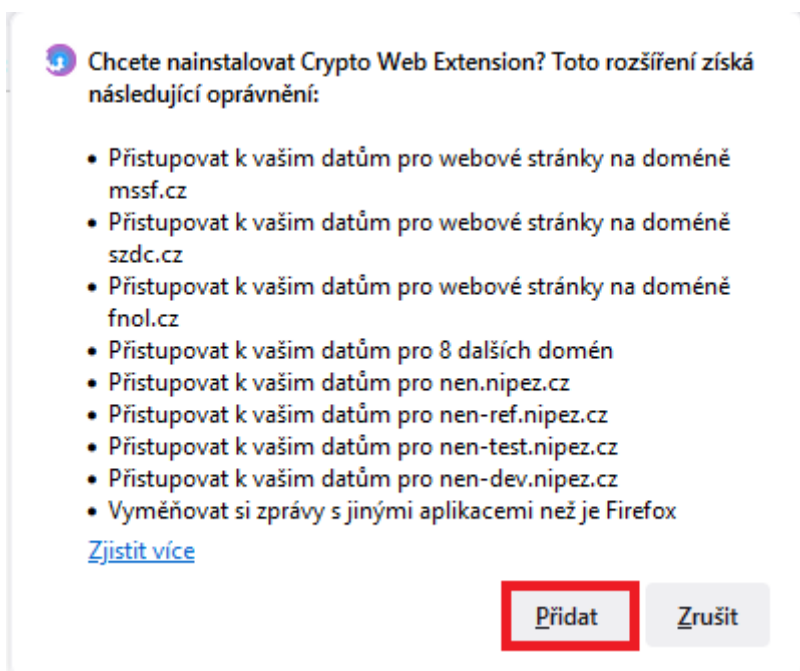 Chcete nainstalovat Crypto Web Extension? Toto rozšíření získá
následující oprávnění:
• Přistupovat k vašim datům pro webové stránky na doméně
mssf.cz
• Přistupovat k vašim datům pro webové stránky na doméně
szdc.cz
• Přistupovat k vašim datům pro webové stránky na doméně
fnol.cz
• Přistupovat k vašim datům pro 8 dalších domén
• Přistupovat k vašim datům pro nen.nipez.cz
• Přistupovat k vašim datům pro nen-ref.nipez.cz
• Přistupovat k vašim datům pro nen-test.nipez.cz
• Přistupovat k vašim datům pro nen-dev.nipez.cz
• Vyměňovat si zprávy s jinými aplikacemi než je Firefox
Zjistit více
Přidat Zrušit